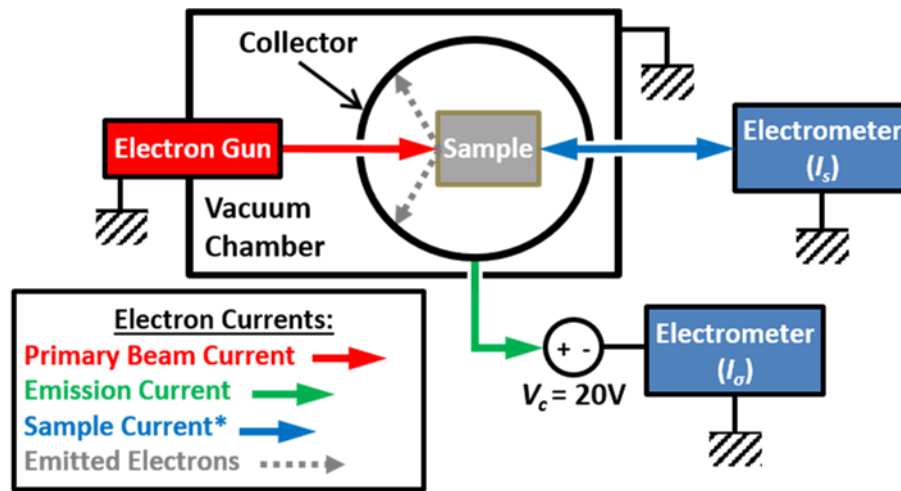 Collector
Electron Gun
Sample
Electrometer
(Is)
Vacuum
Chamber
Electron Currents:
Primary Beam Current
Emission Current
Sample Current*
Emitted Electrons
+ -
Vc = 20V
Electrometer
(Iσ)